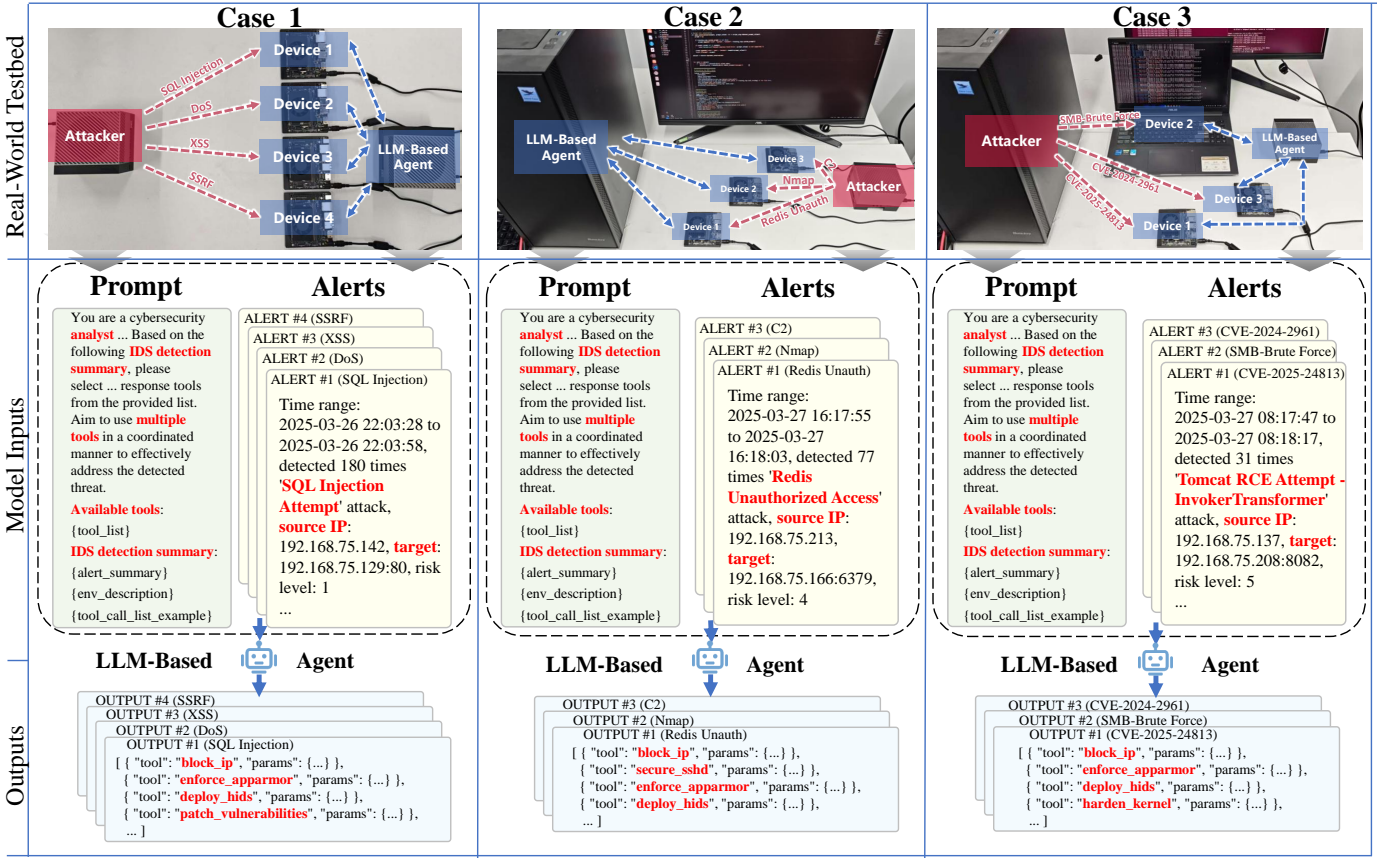 Case 1
Case 2
Case 3
Real-World Testbed
Attacker
SQL Injection
DoS
XSS
SSRF
Device 1
Device 2
Device 3
Device 4
LLM-Based
Agent
LLM-Based
Agent
Device 3
Device 2
Device 1
C2
Nmap
Redis Unauth
Attacker
Attacker
SMB-Brute Force
CVE-2024-2961
CVE-2025-24813
Device 2
Device 3
Device 1
LLM-Based
Agent
Model Inputs
Prompt
You are a cybersecurity
analyst ... Based on the
following IDS detection
summary, please
select ... response tools
from the provided list.
Aim to use multiple
tools in a coordinated
manner to effectively
address the detected
threat.
Available tools:
{tool_list}
IDS detection summary:
{alert_summary}
{env_description}
{tool_call_list_example}
Alerts
ALERT #4 (SSRF)
ALERT #3 (XSS)
ALERT #2 (DoS)
ALERT #1 (SQL Injection)
Time range:
2025-03-26 22:03:28 to
2025-03-26 22:03:58,
detected 180 times
'SQL Injection
Attempt' attack,
source IP:
192.168.75.142, target:
192.168.75.129:80, risk
level: 1
...
Prompt
You are a cybersecurity
analyst ... Based on the
following IDS detection
summary, please
select ... response tools
from the provided list.
Aim to use multiple
tools in a coordinated
manner to effectively
address the detected
threat.
Available tools:
{tool_list}
IDS detection summary:
{alert_summary}
{env_description}
{tool_call_list_example}
Alerts
ALERT #3 (C2)
ALERT #2 (Nmap)
ALERT #1 (Redis Unauth)
Time range:
2025-03-27 16:17:55
to 2025-03-27
16:18:03, detected 77
times 'Redis
Unauthorized Access'
attack, source IP:
192.168.75.213,
target:
192.168.75.166:6379,
risk level: 4
Prompt
You are a cybersecurity
analyst ... Based on the
following IDS detection
summary, please
select ... response tools
from the provided list.
Aim to use multiple
tools in a coordinated
manner to effectively
address the detected
threat.
Available tools:
{tool_list}
IDS detection summary:
{alert_summary}
{env_description}
{tool_call_list_example}
Alerts
ALERT #3 (CVE-2024-2961)
ALERT #2 (SMB-Brute Force)
ALERT #1 (CVE-2025-24813)
Time range:
2025-03-27 08:17:47 to
2025-03-27 08:18:17,
detected 31 times
'Tomcat RCE Attempt -
InvokerTransformer'
attack, source IP:
192.168.75.137, target:
192.168.75.208:8082,
risk level: 5
...
LLM-Based Agent
LLM-Based Agent
LLM-Based Agent
Outputs
OUTPUT #4 (SSRF)
OUTPUT #3 (XSS)
OUTPUT #2 (DoS)
OUTPUT #1 (SQL Injection)
[ { "tool": "block_ip", "params": {...} },
{ "tool": "enforce_apparmor", "params": {...} },
{ "tool": "deploy_hids", "params": {...} },
{ "tool": "patch_vulnerabilities", "params": {...} },
... ]
OUTPUT #3 (C2)
OUTPUT #2 (Nmap)
OUTPUT #1 (Redis Unauth)
[ { "tool": "block_ip", "params": {...} },
{ "tool": "secure_sshd", "params": {...} },
{ "tool": "enforce_apparmor", "params": {...} },
{ "tool": "deploy_hids", "params": {...} },
... ]
OUTPUT #3 (CVE-2024-2961)
OUTPUT #2 (SMB-Brute Force)
OUTPUT #1 (CVE-2025-24813)
[ { "tool": "block_ip", "params": {...} },
{ "tool": "enforce_apparmor", "params": {...} },
{ "tool": "deploy_hids", "params": {...} },
{ "tool": "harden_kernel", "params": {...} },
... ]